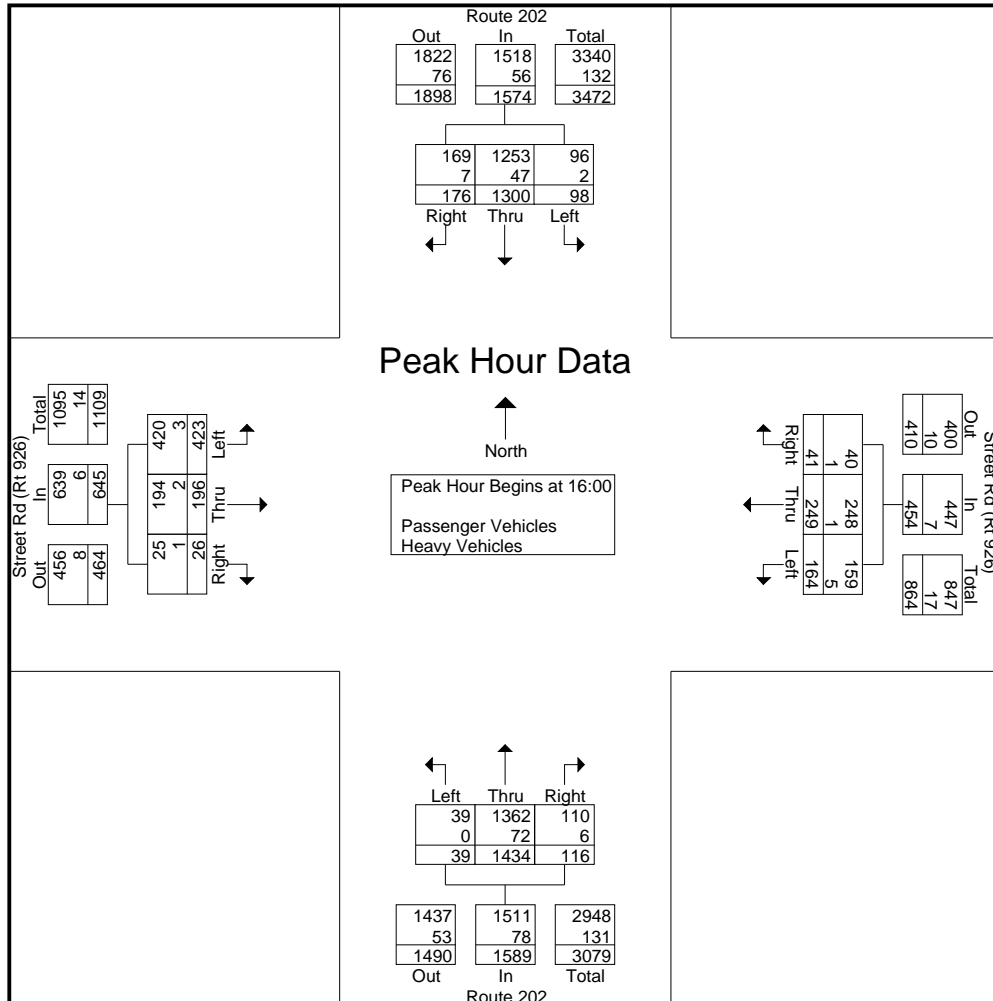 Route 202
Out In Total
1822 1518 3340
76 56 132
1898 1574 3472
169 1253 96
7 47 2
176 1300 98
Right Thru Left
Peak Hour Data
North
Peak Hour Begins at 16:00
Passenger Vehicles
Heavy Vehicles
Street Rd (Rt 926)
Out In Total
456 639 1095
8 6 14
464 645 1109
Right Thru Left
25 194 420
1 2 3
26 196 423
Street Rd (Rt 926)
Out In Total
400 447 847
10 7 17
410 454 864
40 248 159
1 1 5
41 249 164
Right Thru Left
Left Thru Right
39 1362 110
0 72 6
39 1434 116
1437 1511 2948
53 78 131
1490 1589 3079
Out In Total
Route 202